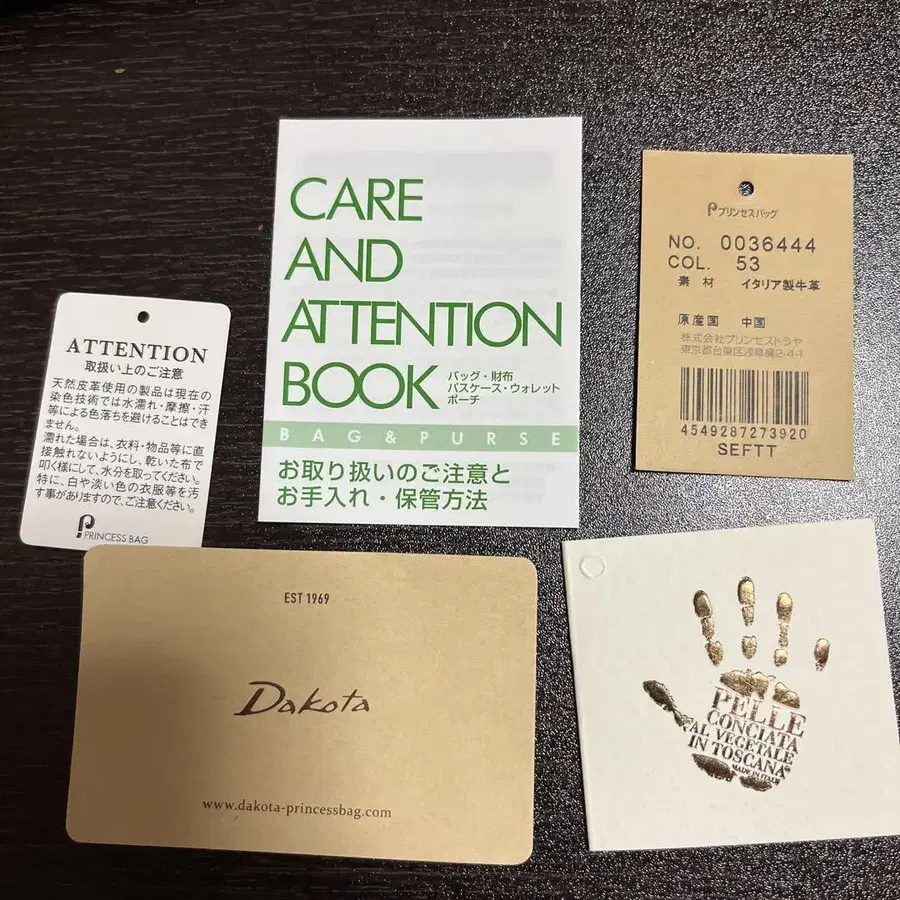 CARE
AND
ATTENTION
BOOK
バッグ・財布
パスケース・ウォレット
ポーチ
BAG & PURSE
お取り扱いのご注意と
お手入れ・保管方法
プリンセスバッグ
NO. 0036444
COL. 53
素材 イタリア製牛革
原産国 中国
株式会社プリンセストラヤ
東京都台東区浅草橋2-4-1
4549287273920
SEFTT
ATTENTION
取扱い上のご注意
天然皮革使用の製品は現在の
染色技術では水濡れ・摩擦・汗
等による色落ちを避けることはでき
ません。
濡れた場合は、衣料・物品等に直
接触れないようにし、乾いた布で
叩く様にして、水分を取ってください。
特に、白や淡い色の衣服等を汚
す事がありますので、ご注意ください。
PRINCESS BAG
EST 1969
Dakota
www.dakota-princessbag.com
PELLE
CONCIATA
AL VEGETALE
IN TOSCANA®
MADE IN ITALY